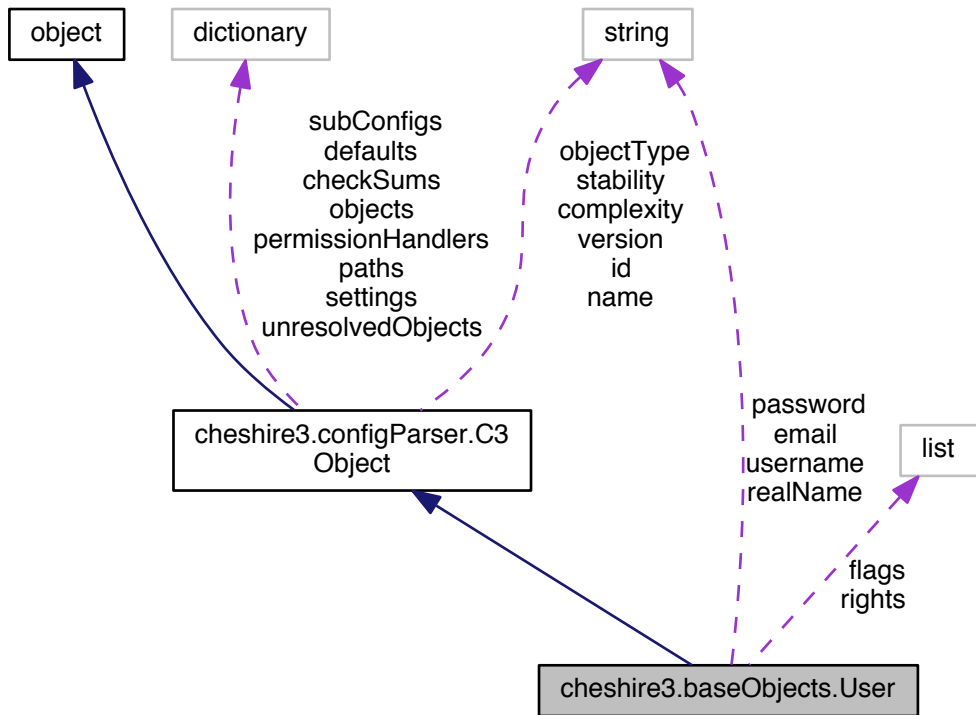 object
dictionary
string
subConfigs
defaults
checkSums
objects
permissionHandlers
paths
settings
unresolvedObjects
objectType
stability
complexity
version
id
name
cheshire3.configParser.C3
Object
password
email
username
realName
list
flags
rights
cheshire3.baseObjects.User